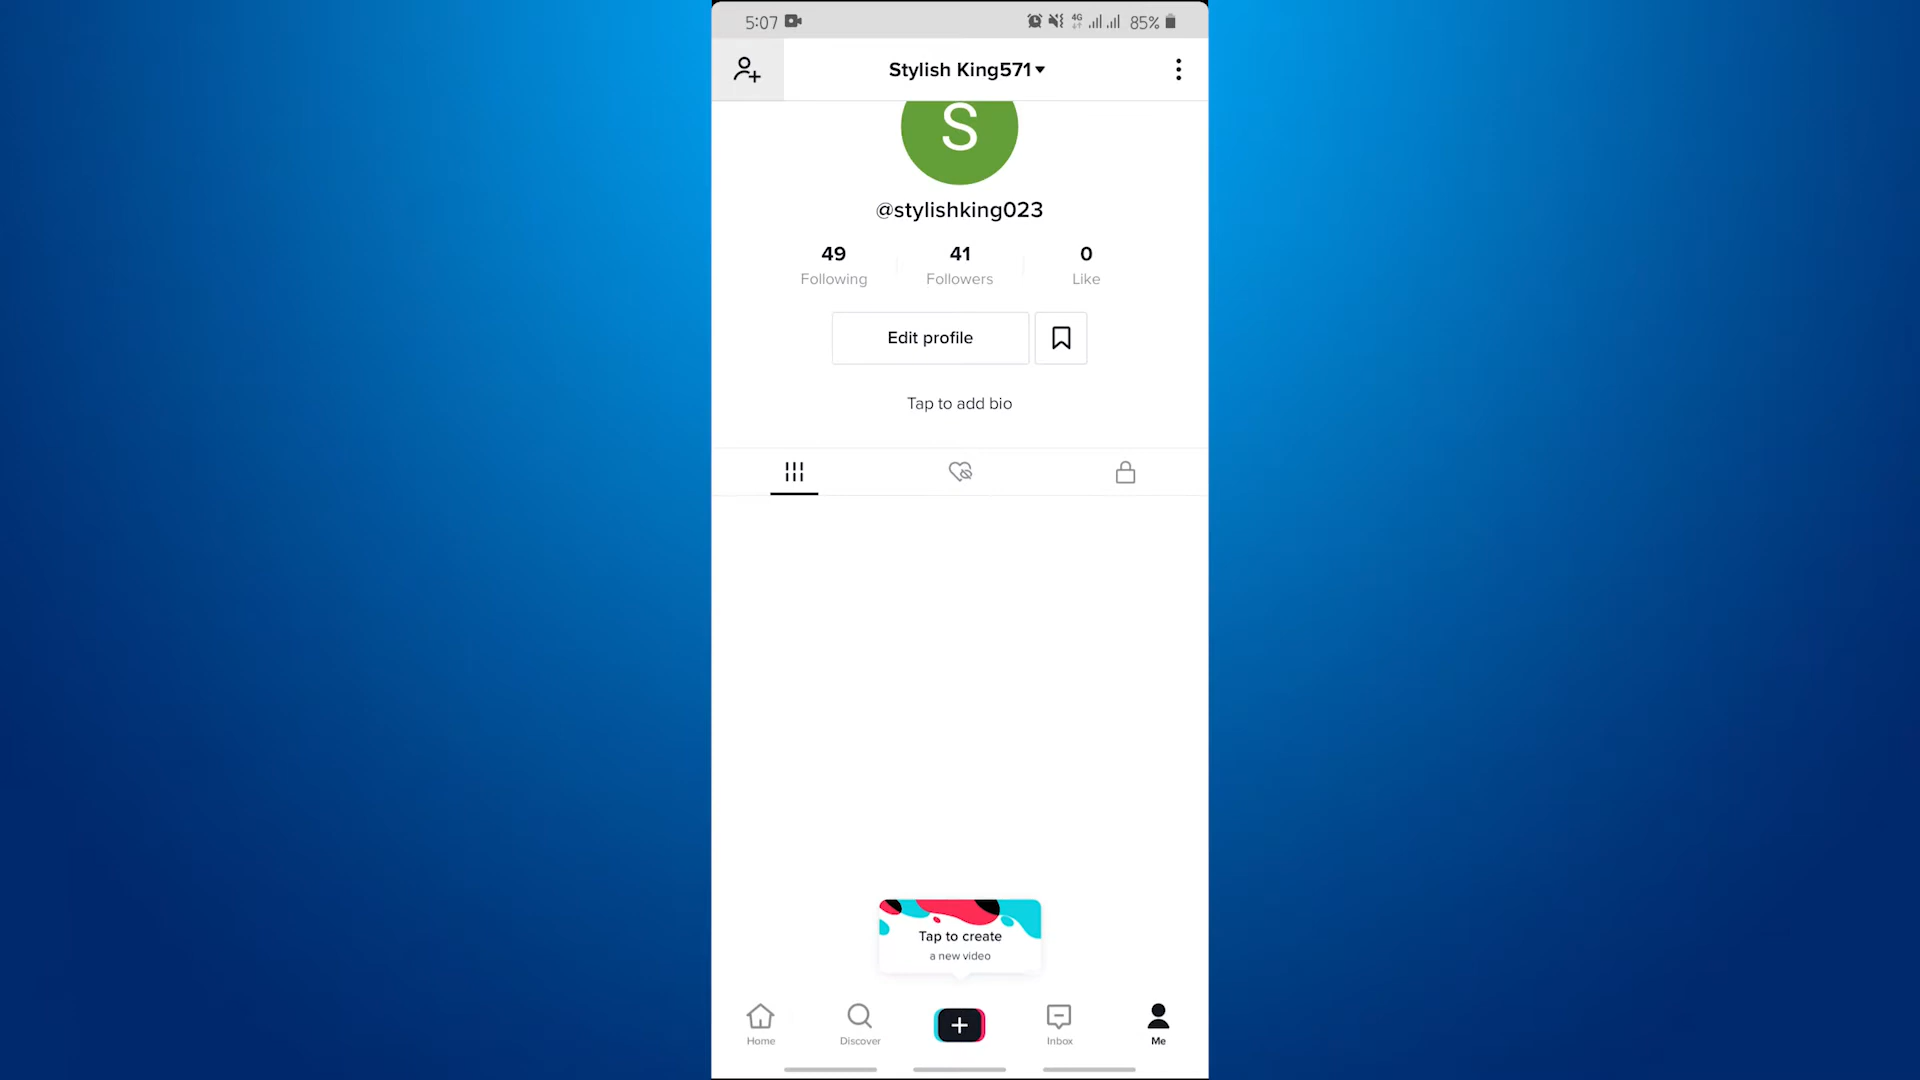 5:07 4G 85%
Stylish King571
S
@stylishking023
49 41 0
Following Followers Like
Edit profile
Tap to add bio
Tap to create
a new video
Home Discover Inbox Me